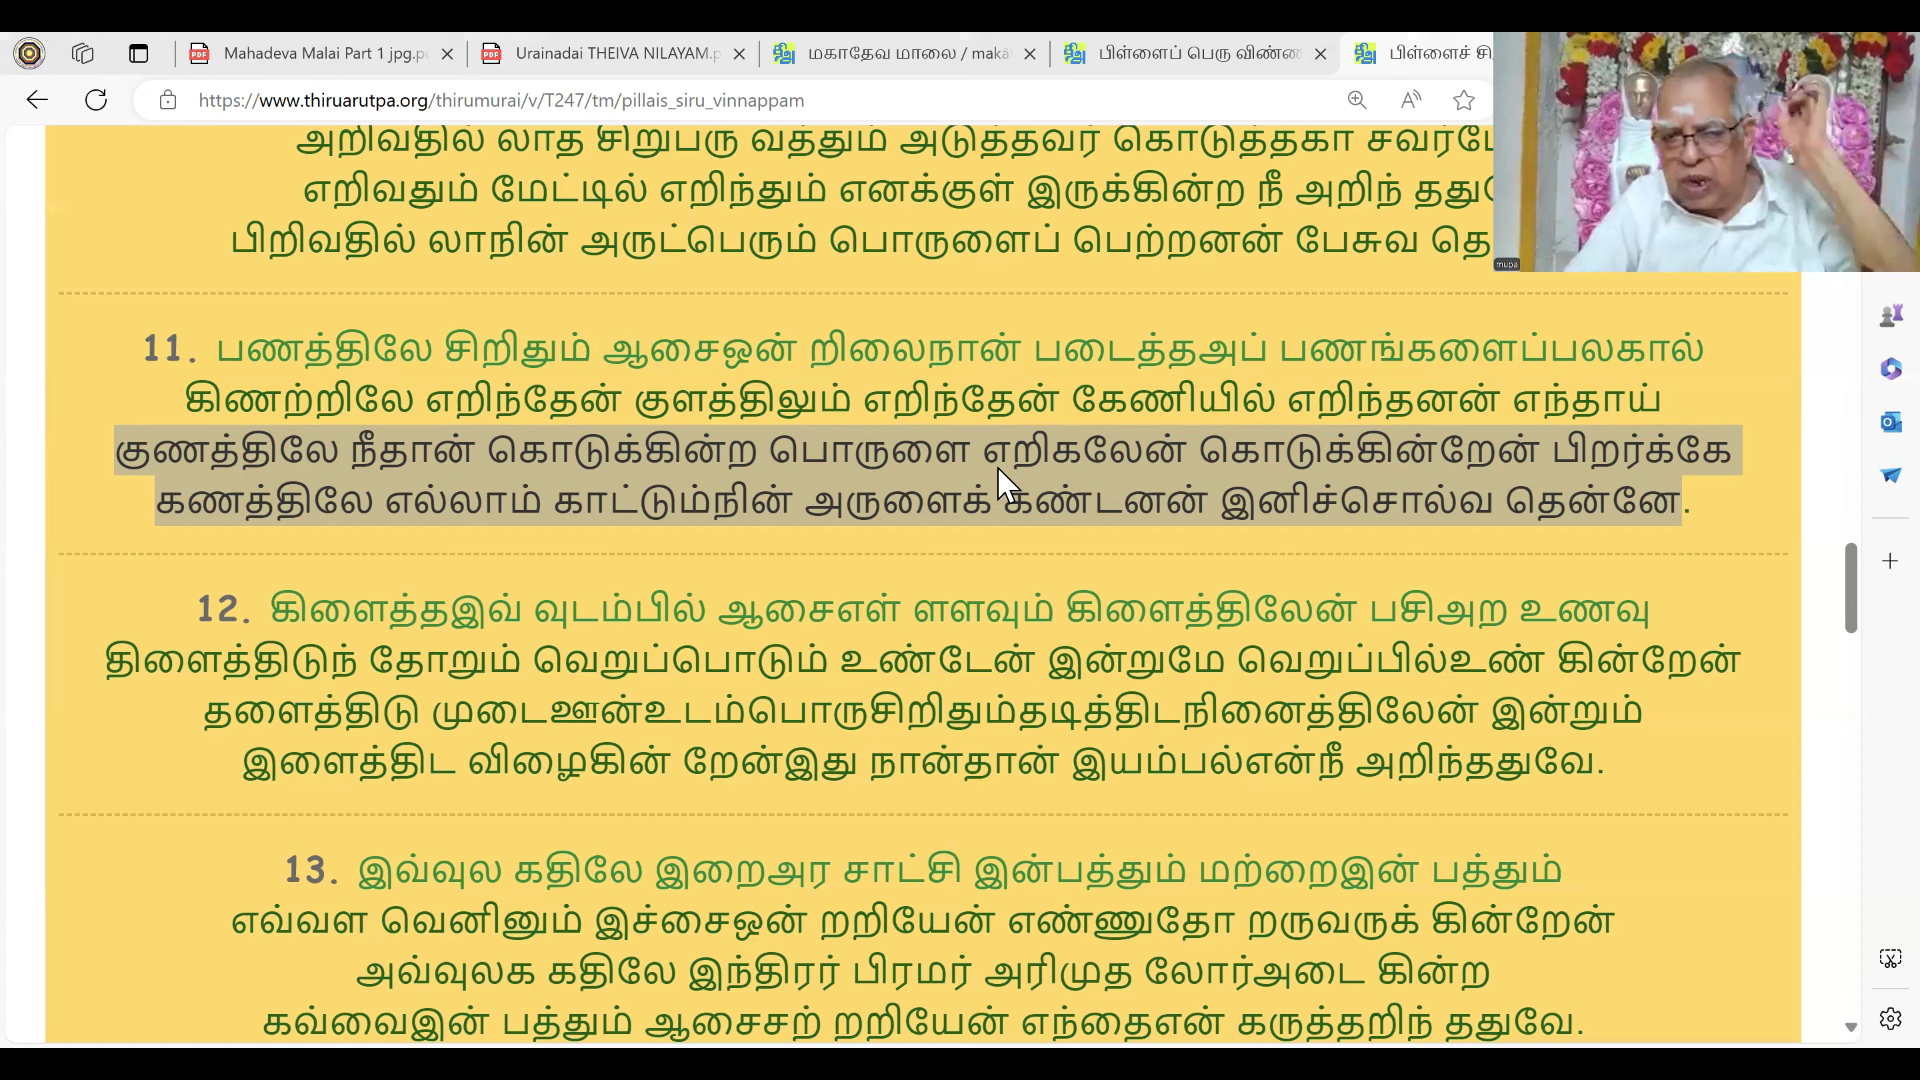 Mahadeva Malai Part 1 jpg.p
Urainadai THEIVA NILAYAM.p
மகாதேவ மாலை / makā
பிள்ளைப் பெரு விண்ண
பிள்ளைச் சி
https://www.thiruarutpa.org/thirumurai/v/T247/tm/pillais_siru_vinnappam
அறிவதில் லாத சிறுபரு வத்தும் அடுத்தவர் கொடுத்தகா சவர்மே
எறிவதும் மேட்டில் எறிந்தும் எனக்குள் இருக்கின்ற நீ அறிந் ததுவே
பிறிவதில் லாநின் அருட்பெரும் பொருளைப் பெற்றனன் பேசுவ தெ
mupa
11. பணத்திலே சிறிதும் ஆசைஒன் றிலைநான் படைத்தஅப் பணங்களைப்பலகால்
கிணற்றிலே எறிந்தேன் குளத்திலும் எறிந்தேன் கேணியில் எறிந்தனன் எந்தாய்
குணத்திலே நீதான் கொடுக்கின்ற பொருளை எறிகலேன் கொடுக்கின்றேன் பிறர்க்கே
கணத்திலே எல்லாம் காட்டும்நின் அருளைக் கண்டனன் இனிச்சொல்வ தென்னே.
12. கிளைத்தஇவ் வுடம்பில் ஆசைஎள் ளளவும் கிளைத்திலேன் பசிஅற உணவு
திளைத்திடுந் தோறும் வெறுப்பொடும் உண்டேன் இன்றுமே வெறுப்பில்உண் கின்றேன்
தளைத்திடு முடைஊன்உடம்பொருசிறிதும்தடித்திடநினைத்திலேன் இன்றும்
இளைத்திட விழைகின் றேன்இது நான்தான் இயம்பல்என்நீ அறிந்ததுவே.
13. இவ்வுல கதிலே இறைஅர சாட்சி இன்பத்தும் மற்றைஇன் பத்தும்
எவ்வள வெனினும் இச்சைஒன் றறியேன் எண்ணுதோ றருவருக் கின்றேன்
அவ்வுலக கதிலே இந்திரர் பிரமர் அரிமுத லோர்அடை கின்ற
கவ்வைஇன் பத்தும் ஆசைசற் றறியேன் எந்தைஎன் கருத்தறிந் ததுவே.